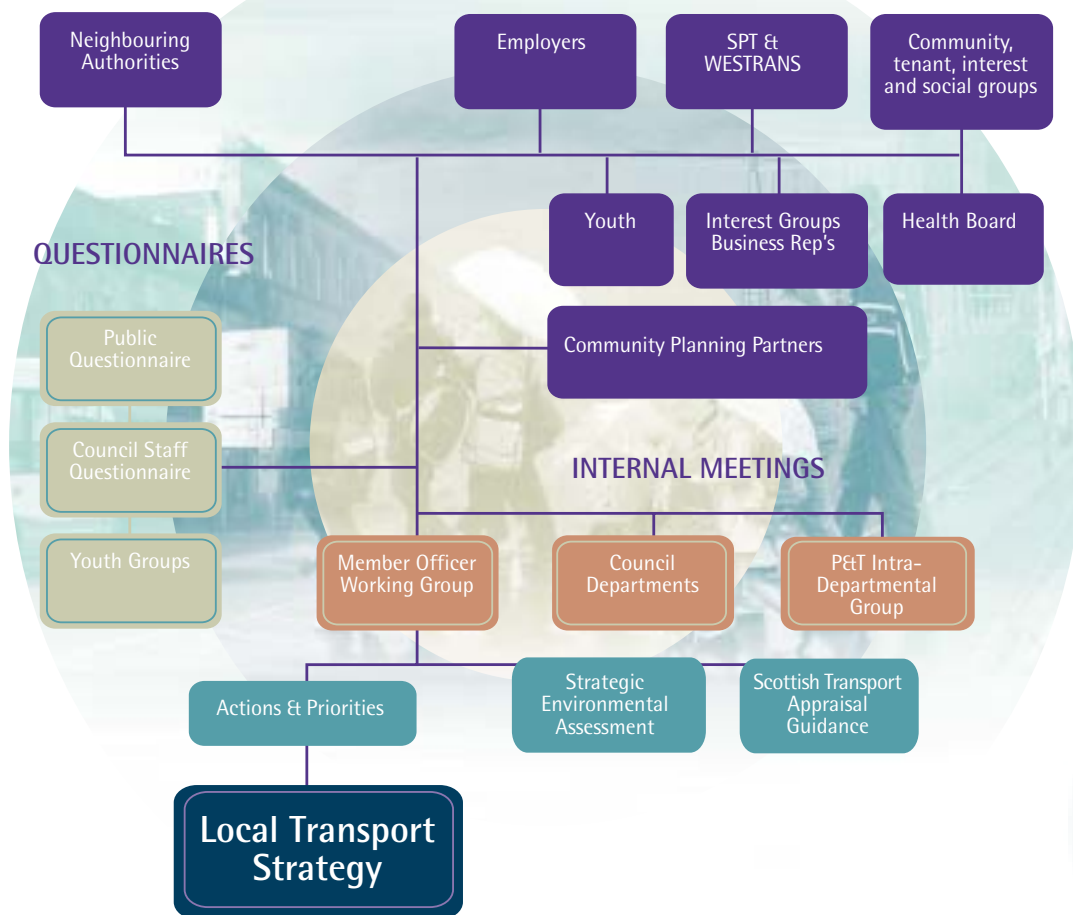 Neighbouring
Authorities
Employers
SPT &
WESTRANS
Community,
tenant, interest
and social groups
Youth
Interest Groups
Business Rep's
Health Board
QUESTIONNAIRES
Public
Questionnaire
Community Planning Partners
Council Staff
Questionnaire
INTERNAL MEETINGS
Youth Groups
Member Officer
Working Group
Council
Departments
P&T Intra-
Departmental
Group
Actions & Priorities
Strategic
Environmental
Assessment
Scottish Transport
Appraisal
Guidance
Local Transport
Strategy